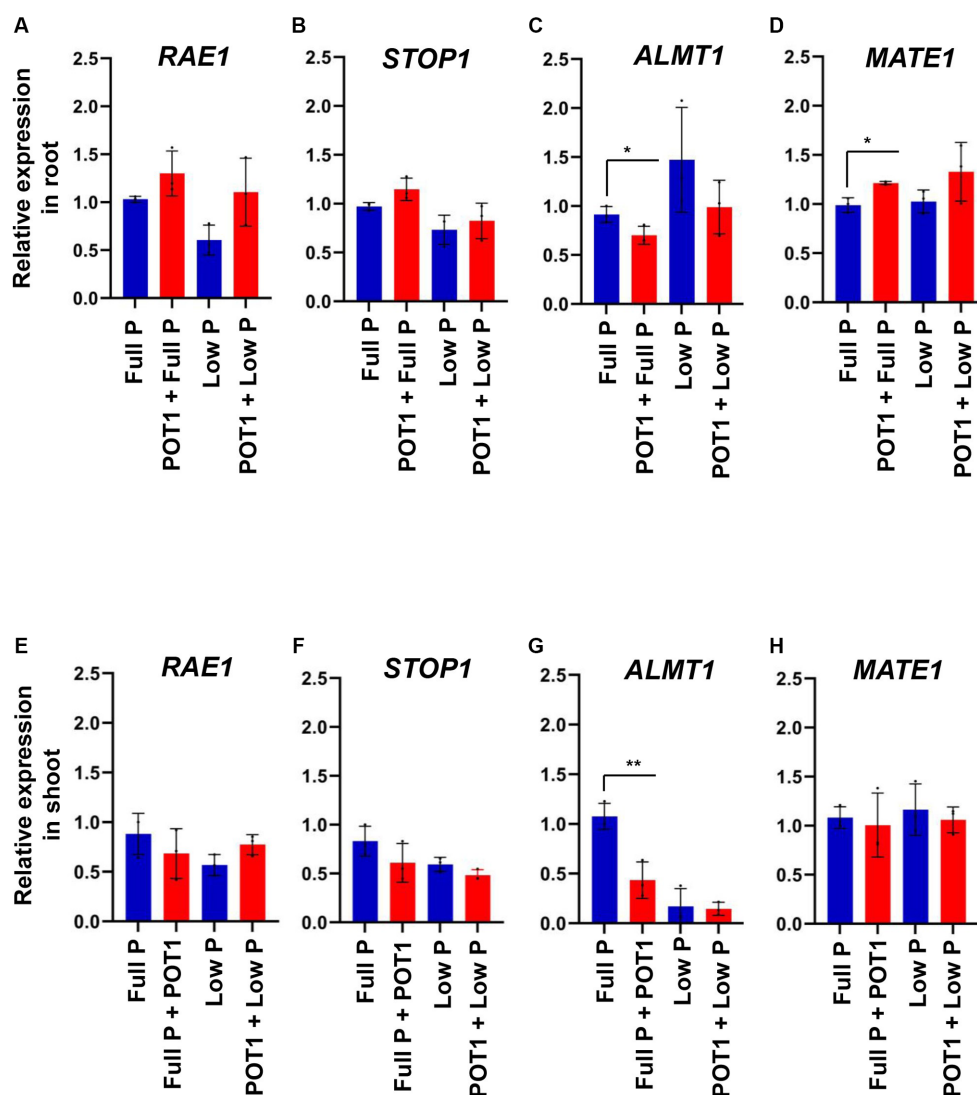 A
RAE1
Relative expression
in root
2.5
2.0
1.5
1.0
0.5
0.0
Full P
POT1 + Full P
Low P
POT1 + Low P
B
STOP1
2.5
2.0
1.5
1.0
0.5
0.0
Full P
POT1 + Full P
Low P
POT1 + Low P
C
ALMT1
2.5
2.0
1.5
1.0
0.5
0.0
*
Full P
POT1 + Full P
Low P
POT1 + Low P
D
MATE1
2.5
2.0
1.5
1.0
0.5
0.0
*
Full P
POT1 + Full P
Low P
POT1 + Low P
E
RAE1
Relative expression
in shoot
2.5
2.0
1.5
1.0
0.5
0.0
Full P
Full P + POT1
Low P
POT1 + Low P
F
STOP1
2.5
2.0
1.5
1.0
0.5
0.0
Full P
Full P + POT1
Low P
POT1 + Low P
G
ALMT1
2.5
2.0
1.5
1.0
0.5
0.0
**
Full P
Full P + POT1
Low P
POT1 + Low P
H
MATE1
2.5
2.0
1.5
1.0
0.5
0.0
Full P
Full P + POT1
Low P
POT1 + Low P